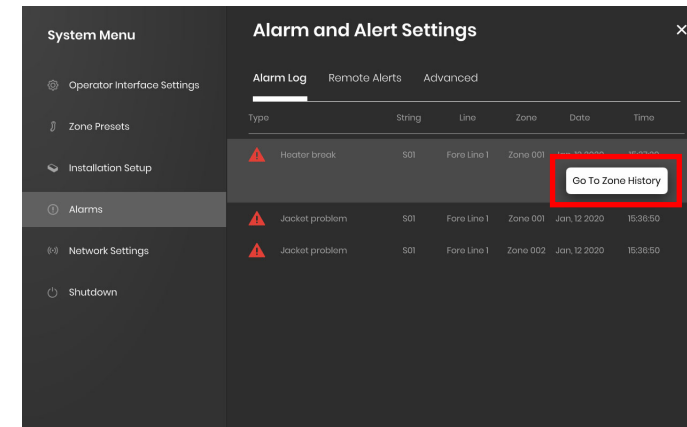 System Menu
Operator Interface Settings
Zone Presets
Installation Setup
Alarms
Network Settings
Shutdown
Alarm and Alert Settings
Alarm Log Remote Alerts Advanced
Type String Line Zone Date Time
Heater break S01 Fore Line 1 Zone 001 Jan, 12 2020
Go To Zone History
Jacket problem S01 Fore Line 1 Zone 001 Jan, 12 2020 15:36:50
Jacket problem S01 Fore Line 1 Zone 002 Jan, 12 2020 15:36:50